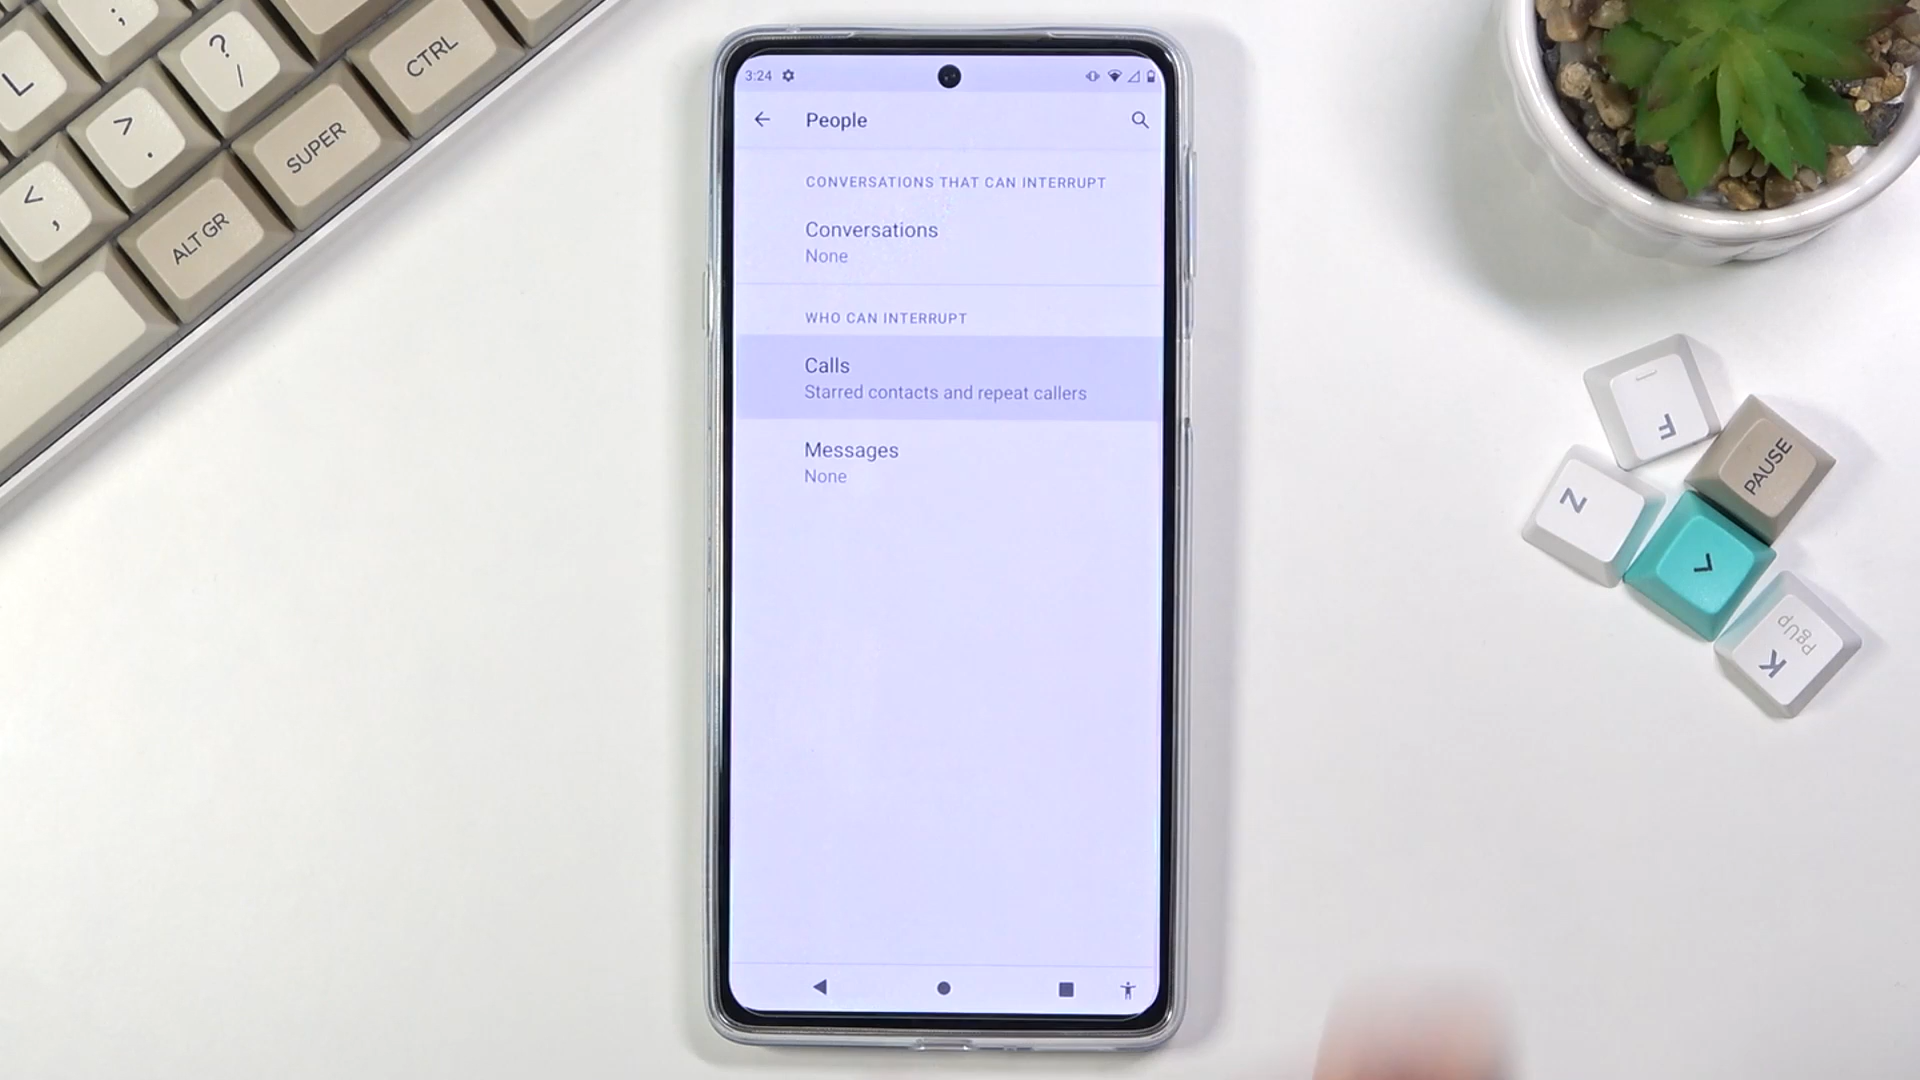 3:24
People
CONVERSATIONS THAT CAN INTERRUPT
Conversations
None
WHO CAN INTERRUPT
Calls
Starred contacts and repeat callers
Messages
None
;
:
L
?
/
CTRL
>
.
SUPER
<
,
ALT GR
F
PAUSE
Z
K
PgUp